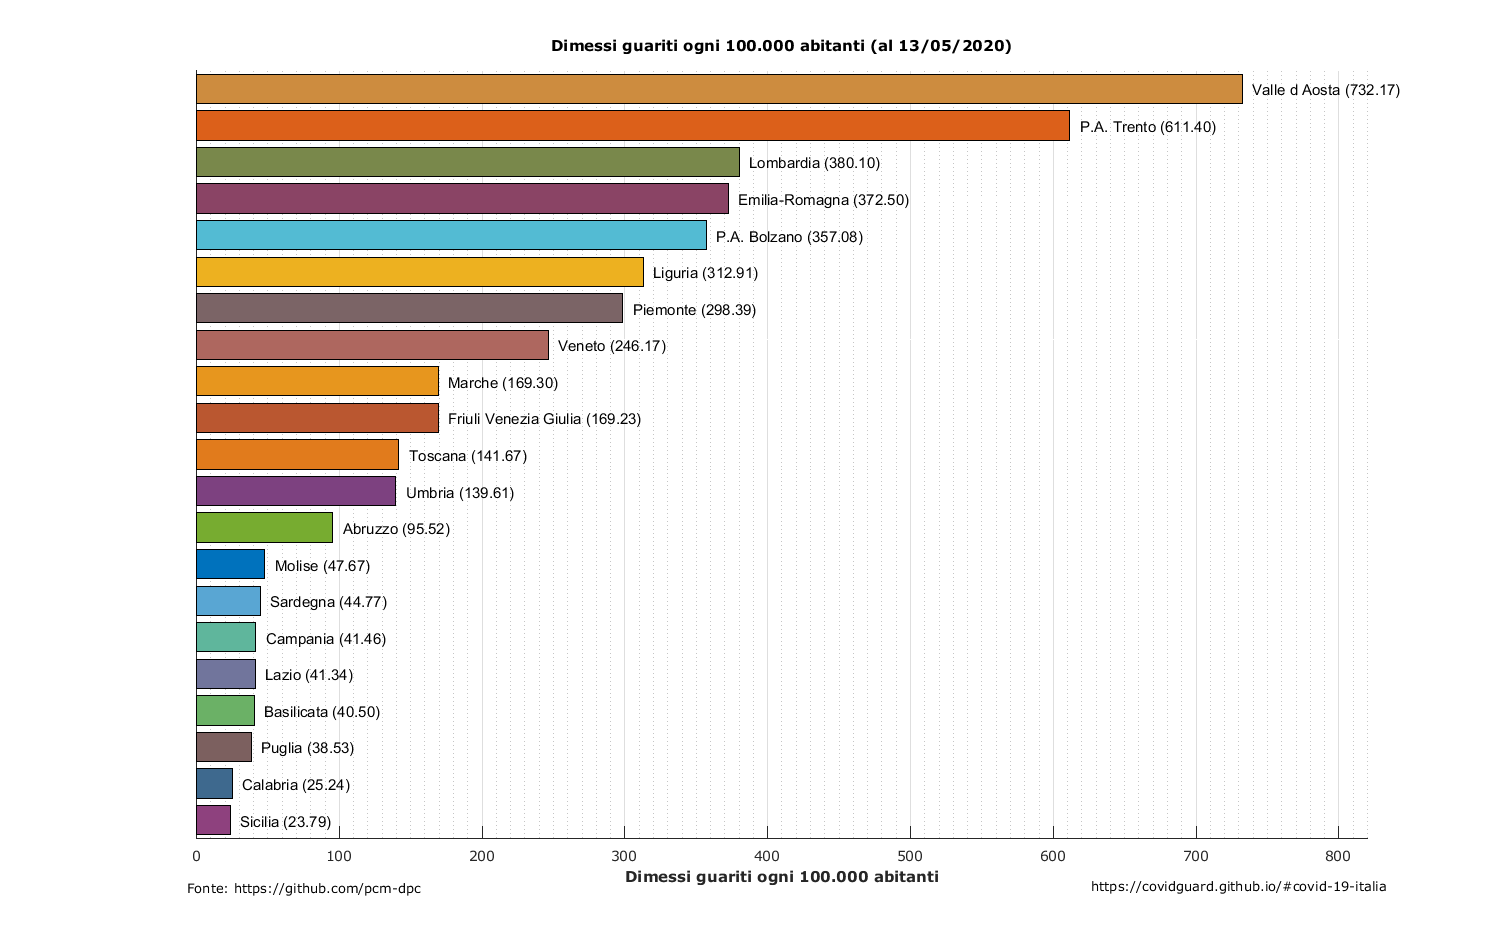 Dimessi guariti ogni 100.000 abitanti (al 13/05/2020)
Valle d Aosta (732.17)
P.A. Trento (611.40)
Lombardia (380.10)
Emilia-Romagna (372.50)
P.A. Bolzano (357.08)
Liguria (312.91)
Piemonte (298.39)
Veneto (246.17)
Marche (169.30)
Friuli Venezia Giulia (169.23)
Toscana (141.67)
Umbria (139.61)
Abruzzo (95.52)
Molise (47.67)
Sardegna (44.77)
Campania (41.46)
Lazio (41.34)
Basilicata (40.50)
Puglia (38.53)
Calabria (25.24)
Sicilia (23.79)
0 100 200 300 400 500 600 700 800
Dimessi guariti ogni 100.000 abitanti
Fonte: https://github.com/pcm-dpc
https://covidguard.github.io/#covid-19-italia